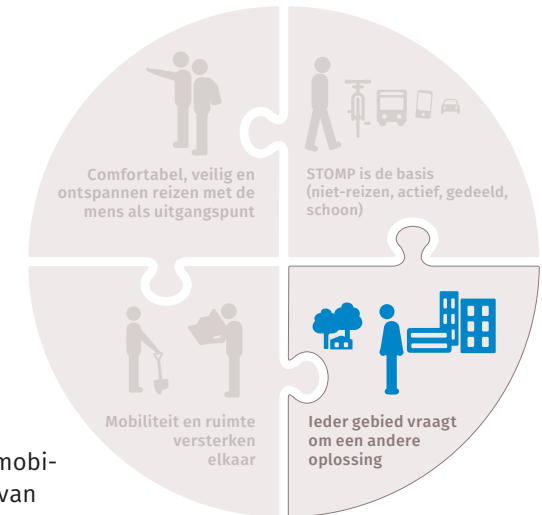 Comfortabel, veilig en
ontspannen reizen met de
mens als uitgangspunt
STOMP is de basis
(niet-reizen, actief, gedeeld,
schoon)
Mobiliteit en ruimte
versterken
elkaar
Ieder gebied vraagt
om een andere
oplossing
mobi-
van